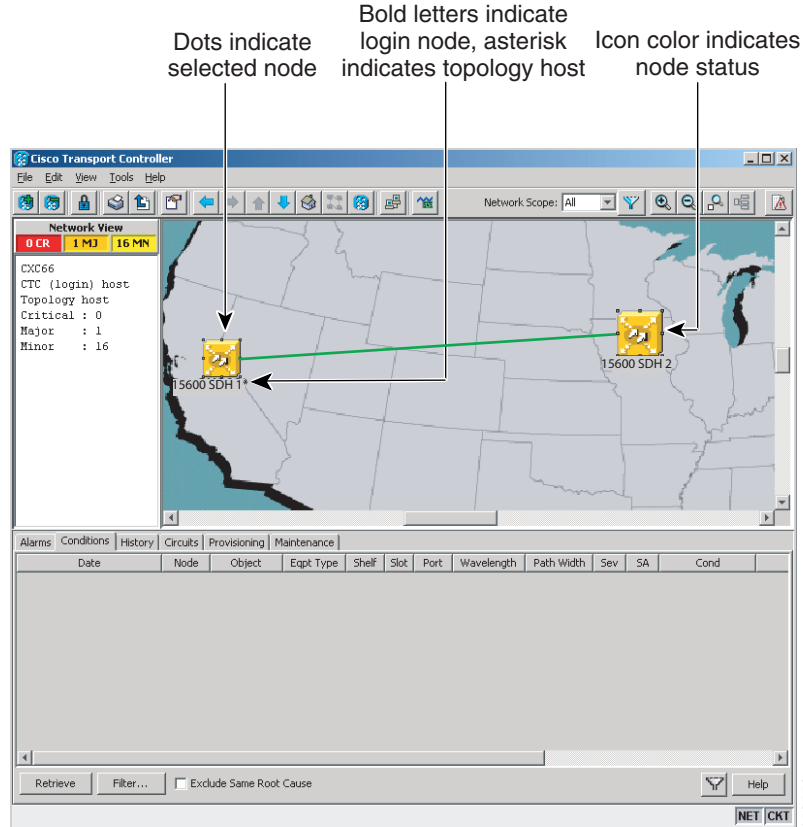 Dots indicate
selected node
Bold letters indicate
login node, asterisk
indicates topology host
Icon color indicates
node status
Cisco Transport Controller
File Edit View Tools Help
Network Scope: All
Network View
0 CR 1 MJ 16 MN
CXC66
CTC (login) host
Topology host
Critical : 0
Major : 1
Minor : 16
15600 SDH 1*
15600 SDH 2
Alarms Conditions History Circuits Provisioning Maintenance
Date Node Object Eqpt Type Shelf Slot Port Wavelength Path Width Sev SA Cond
Retrieve Filter... Exclude Same Root Cause Help
NET CKT